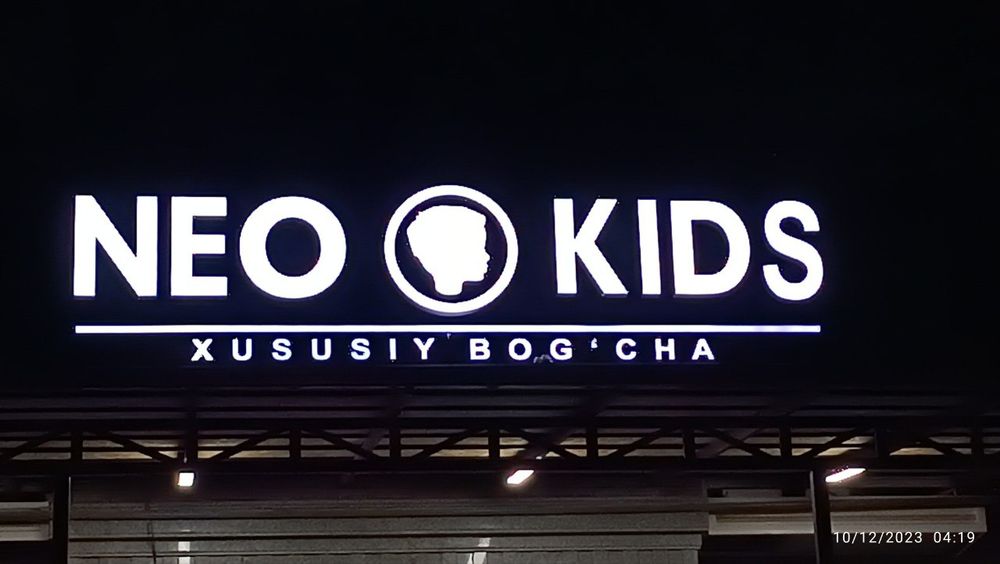 NEO KIDS
XUSUSIY BOG‘CHA
10/12/2023 04:19